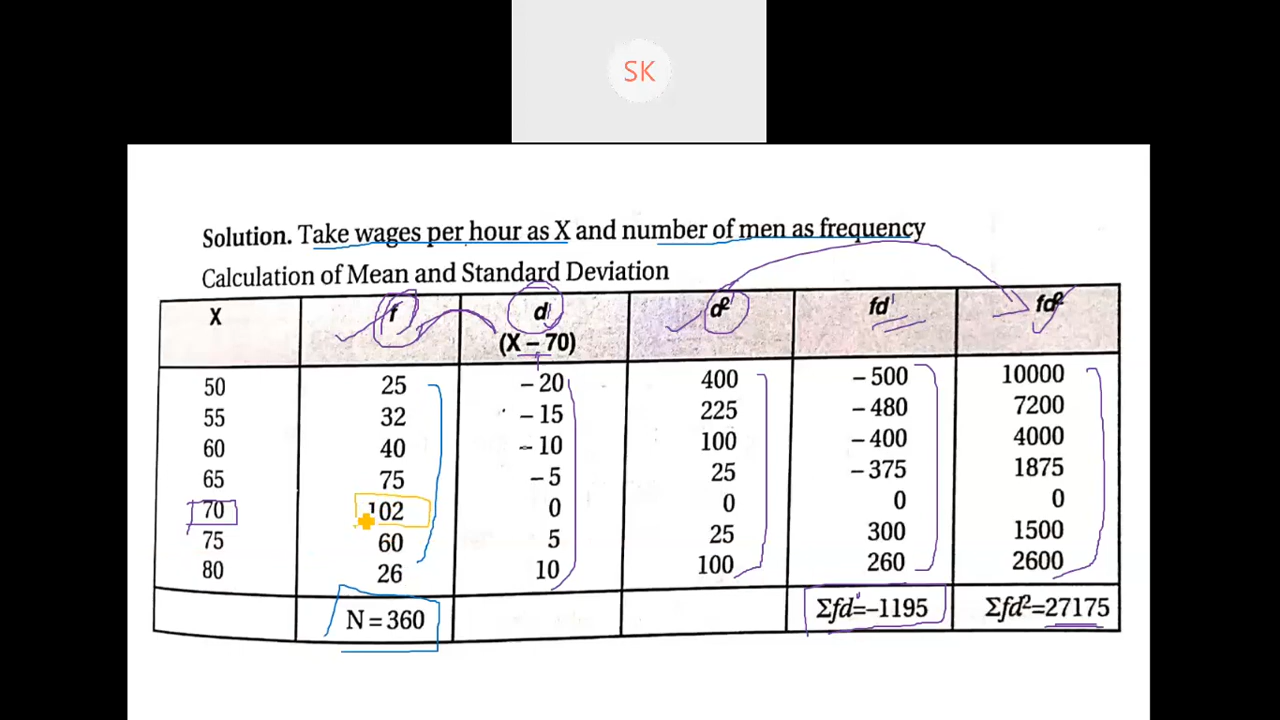 SK
Solution. Take wages per hour as X and number of men as frequency
Calculation of Mean and Standard Deviation
X f d' d²' fd' fd²'
(X – 70)
50 25 – 20 400 – 500 10000
55 32 – 15 225 – 480 7200
60 40 – 10 100 – 400 4000
65 75 – 5 25 – 375 1875
70 102 0 0 0 0
75 60 5 25 300 1500
80 26 10 100 260 2600
N = 360 Σfd'=–1195 Σfd²=27175